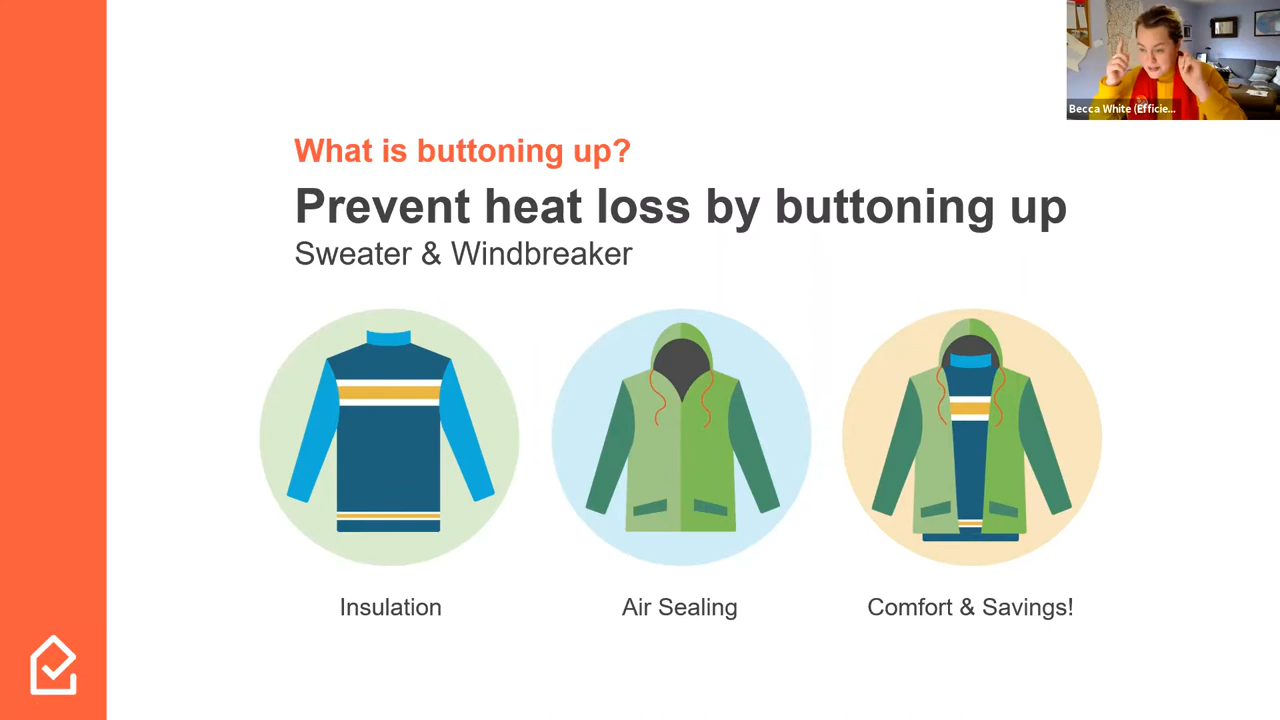 Becca White (Efficie...
What is buttoning up?
Prevent heat loss by buttoning up
Sweater & Windbreaker
Insulation
Air Sealing
Comfort & Savings!